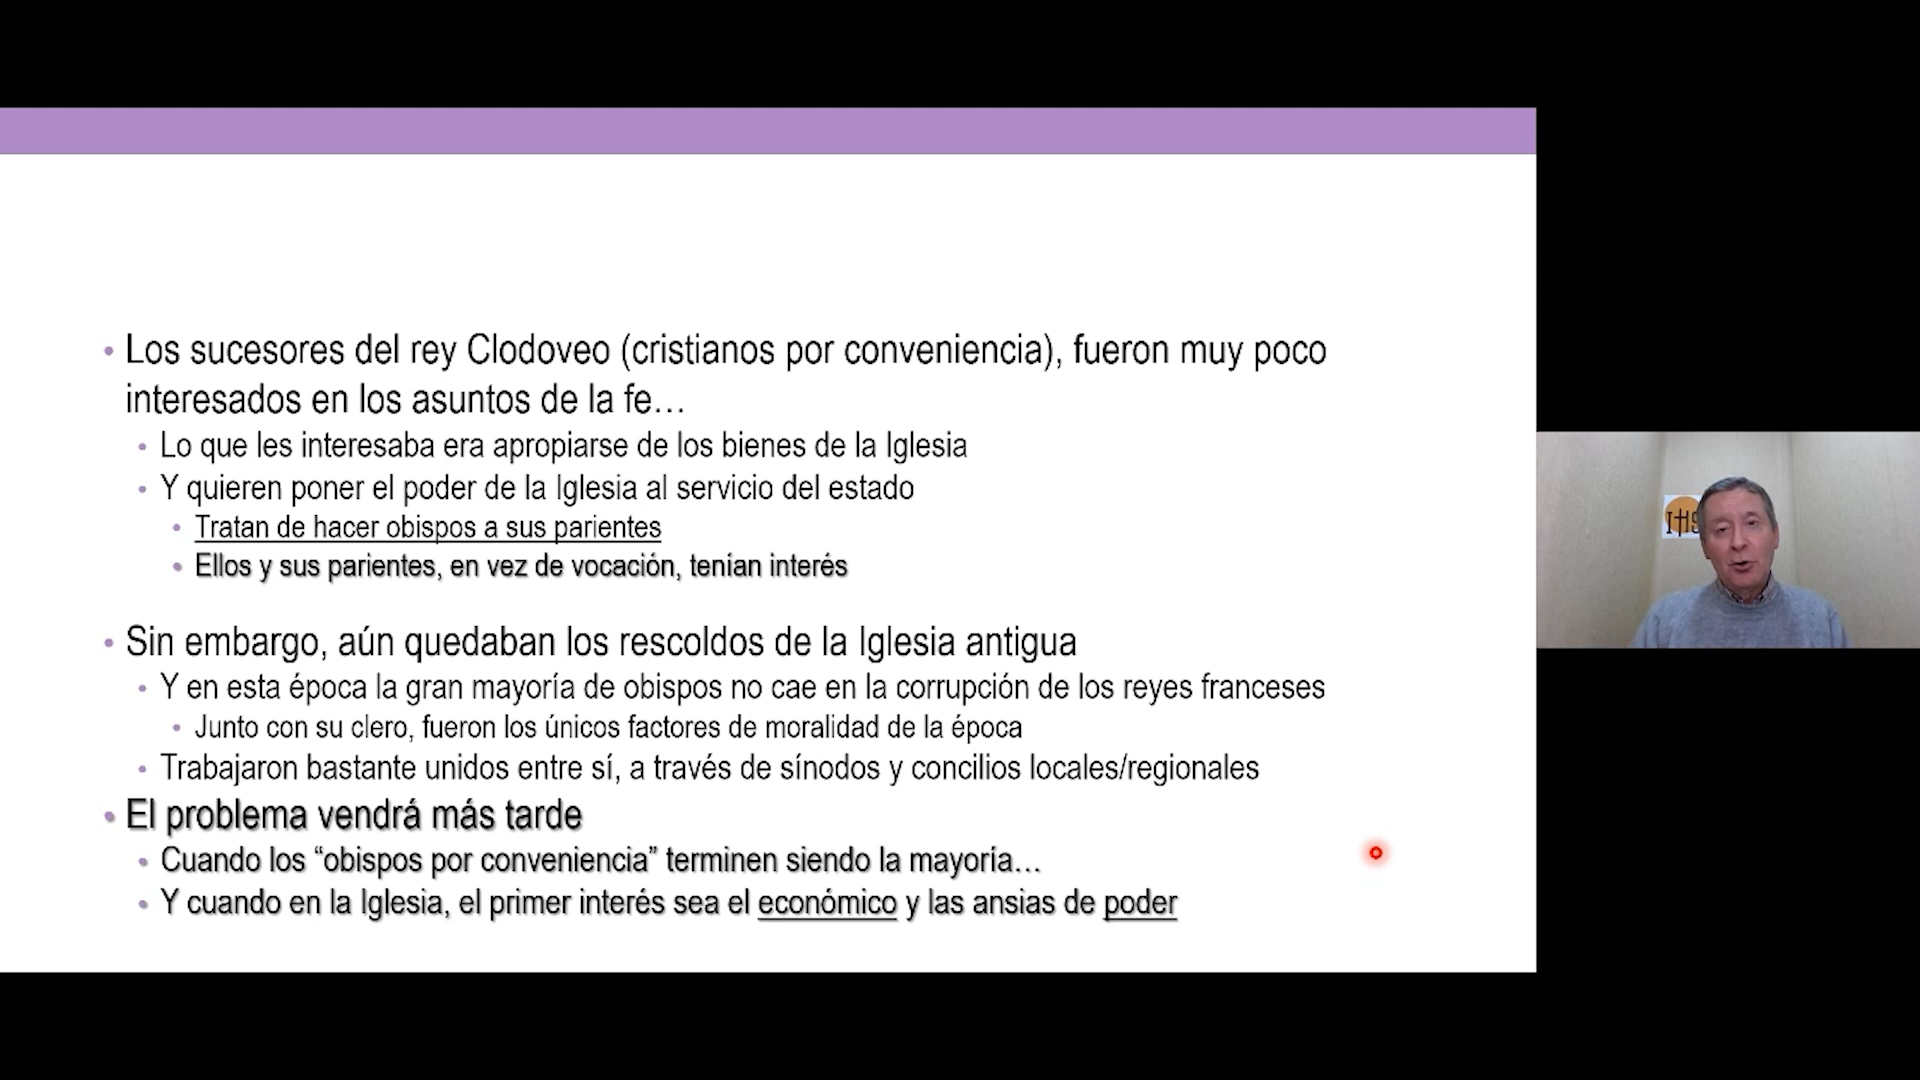 • Los sucesores del rey Clodoveo (cristianos por conveniencia), fueron muy poco
interesados en los asuntos de la fe…
• Lo que les interesaba era apropiarse de los bienes de la Iglesia
• Y quieren poner el poder de la Iglesia al servicio del estado
• Tratan de hacer obispos a sus parientes
• Ellos y sus parientes, en vez de vocación, tenían interés
• Sin embargo, aún quedaban los rescoldos de la Iglesia antigua
• Y en esta época la gran mayoría de obispos no cae en la corrupción de los reyes franceses
• Junto con su clero, fueron los únicos factores de moralidad de la época
• Trabajaron bastante unidos entre sí, a través de sínodos y concilios locales/regionales
• El problema vendrá más tarde
• Cuando los “obispos por conveniencia” terminen siendo la mayoría…
• Y cuando en la Iglesia, el primer interés sea el económico y las ansias de poder
IHS